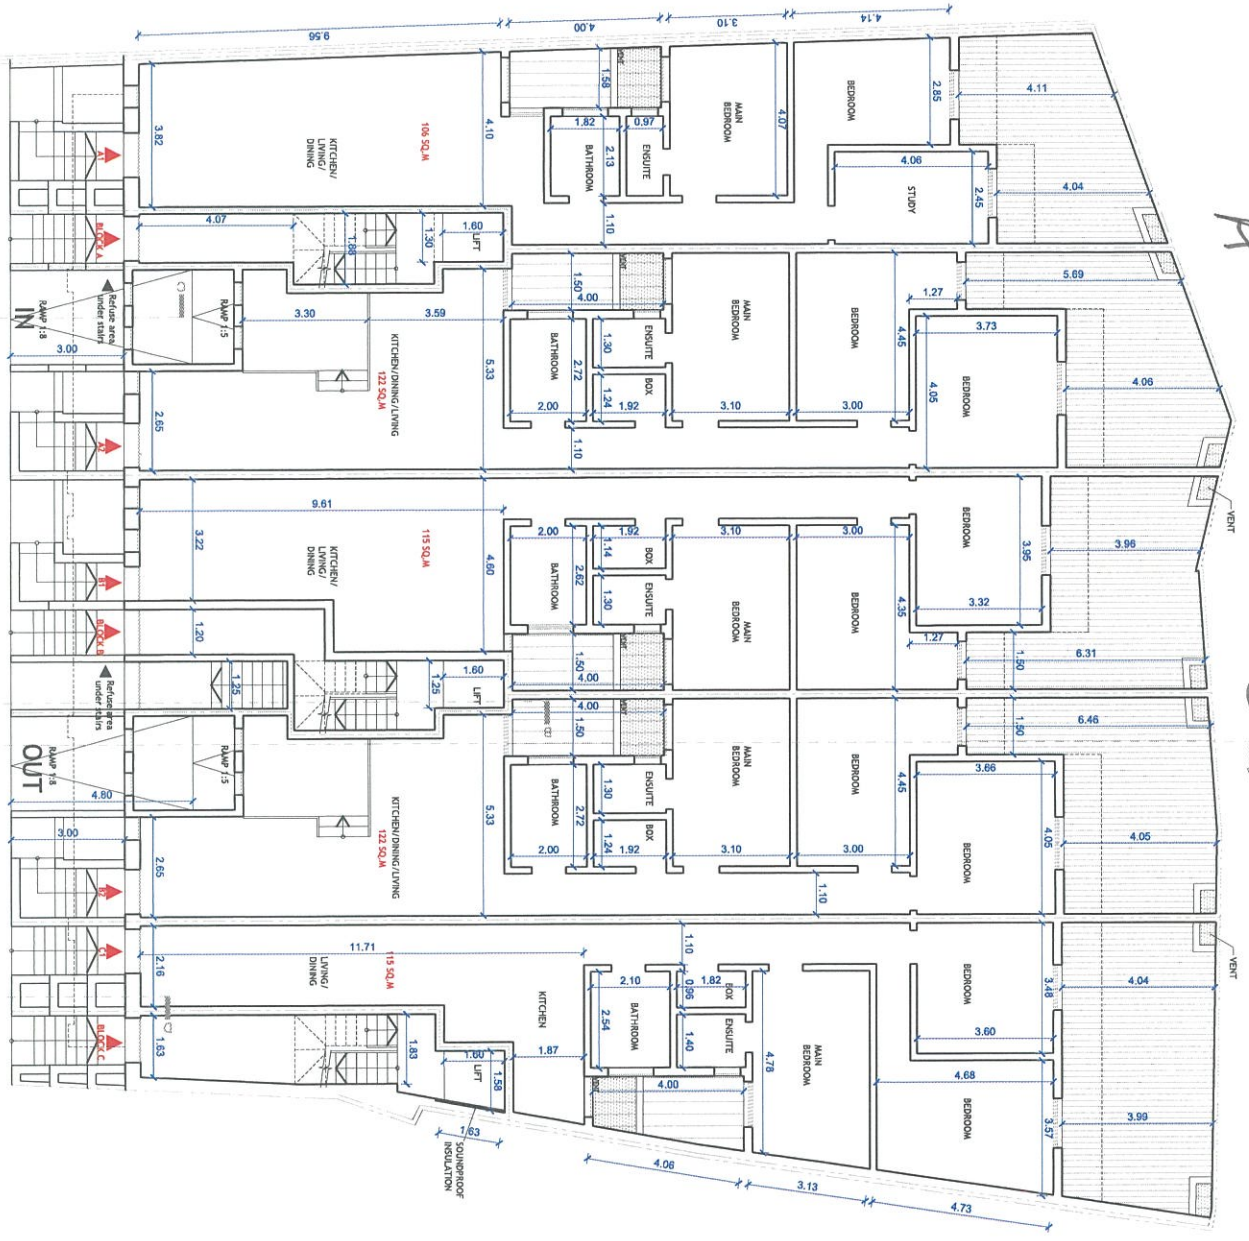 9.56
4.00
3.10
4.14
3.82
KITCHEN/
LIVING/
DINING
106 SQ.M
4.10
1.58
VENT
1.82
2.13
BATHROOM
0.97
ENSUITE
1.10
MAIN
BEDROOM
4.07
BEDROOM
2.85
4.06
STUDY
2.45
4.11
4.04
A1
BLOCK A
4.07
1.88
1.30
1.60
LIFT
IN
RAMP 1:8
3.00
Refuse area
under stairs
RAMP 1:5
3.30
3.59
KITCHEN/DINING/LIVING
122 SQ.M
5.33
2.65
A2
1.50
VENT
4.00
BATHROOM
2.72
2.00
1.30
ENSUITE
1.24
BOX
1.92
1.10
MAIN
BEDROOM
3.10
BEDROOM
3.00
4.45
1.27
3.73
4.05
BEDROOM
5.69
4.06
VENT
3.22
9.61
KITCHEN/
LIVING/
DINING
115 SQ.M
4.60
B1
BLOCK B
1.20
2.00
2.62
BATHROOM
1.92
1.14
BOX
1.30
ENSUITE
1.50
4.00
VENT
3.10
MAIN
BEDROOM
3.00
BEDROOM
4.35
1.27
BEDROOM
3.95
3.32
3.96
6.31
1.50
1.25
1.25
1.60
LIFT
Refuse area
under stairs
OUT
RAMP 1:8
4.80
3.00
RAMP 1:5
KITCHEN/DINING/LIVING
122 SQ.M
5.33
2.65
B2
4.00
1.50
VENT
BATHROOM
2.72
2.00
1.30
ENSUITE
1.24
BOX
1.92
MAIN
BEDROOM
3.10
BEDROOM
3.00
4.45
1.10
1.50
3.66
4.05
BEDROOM
6.46
4.05
VENT
C1
BLOCK C
2.16
1.63
11.71
LIVING/
DINING
115 SQ.M
KITCHEN
1.87
1.83
1.60
LIFT
1.58
1.63
SOUNDPROOF
INSULATION
2.10
2.54
BATHROOM
1.10
0.96
1.82
BOX
1.40
ENSUITE
VENT
4.00
4.78
MAIN
BEDROOM
BEDROOM
3.48
3.60
4.68
BEDROOM
3.57
4.04
3.99
4.06
3.13
4.73